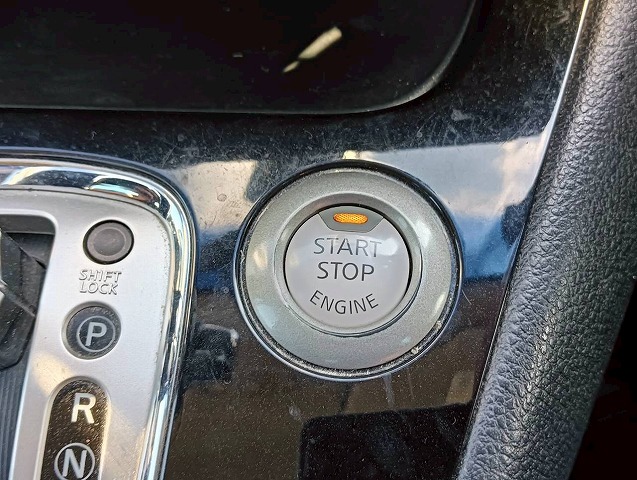 START
STOP
ENGINE
SHIFT
LOCK
P
R
N